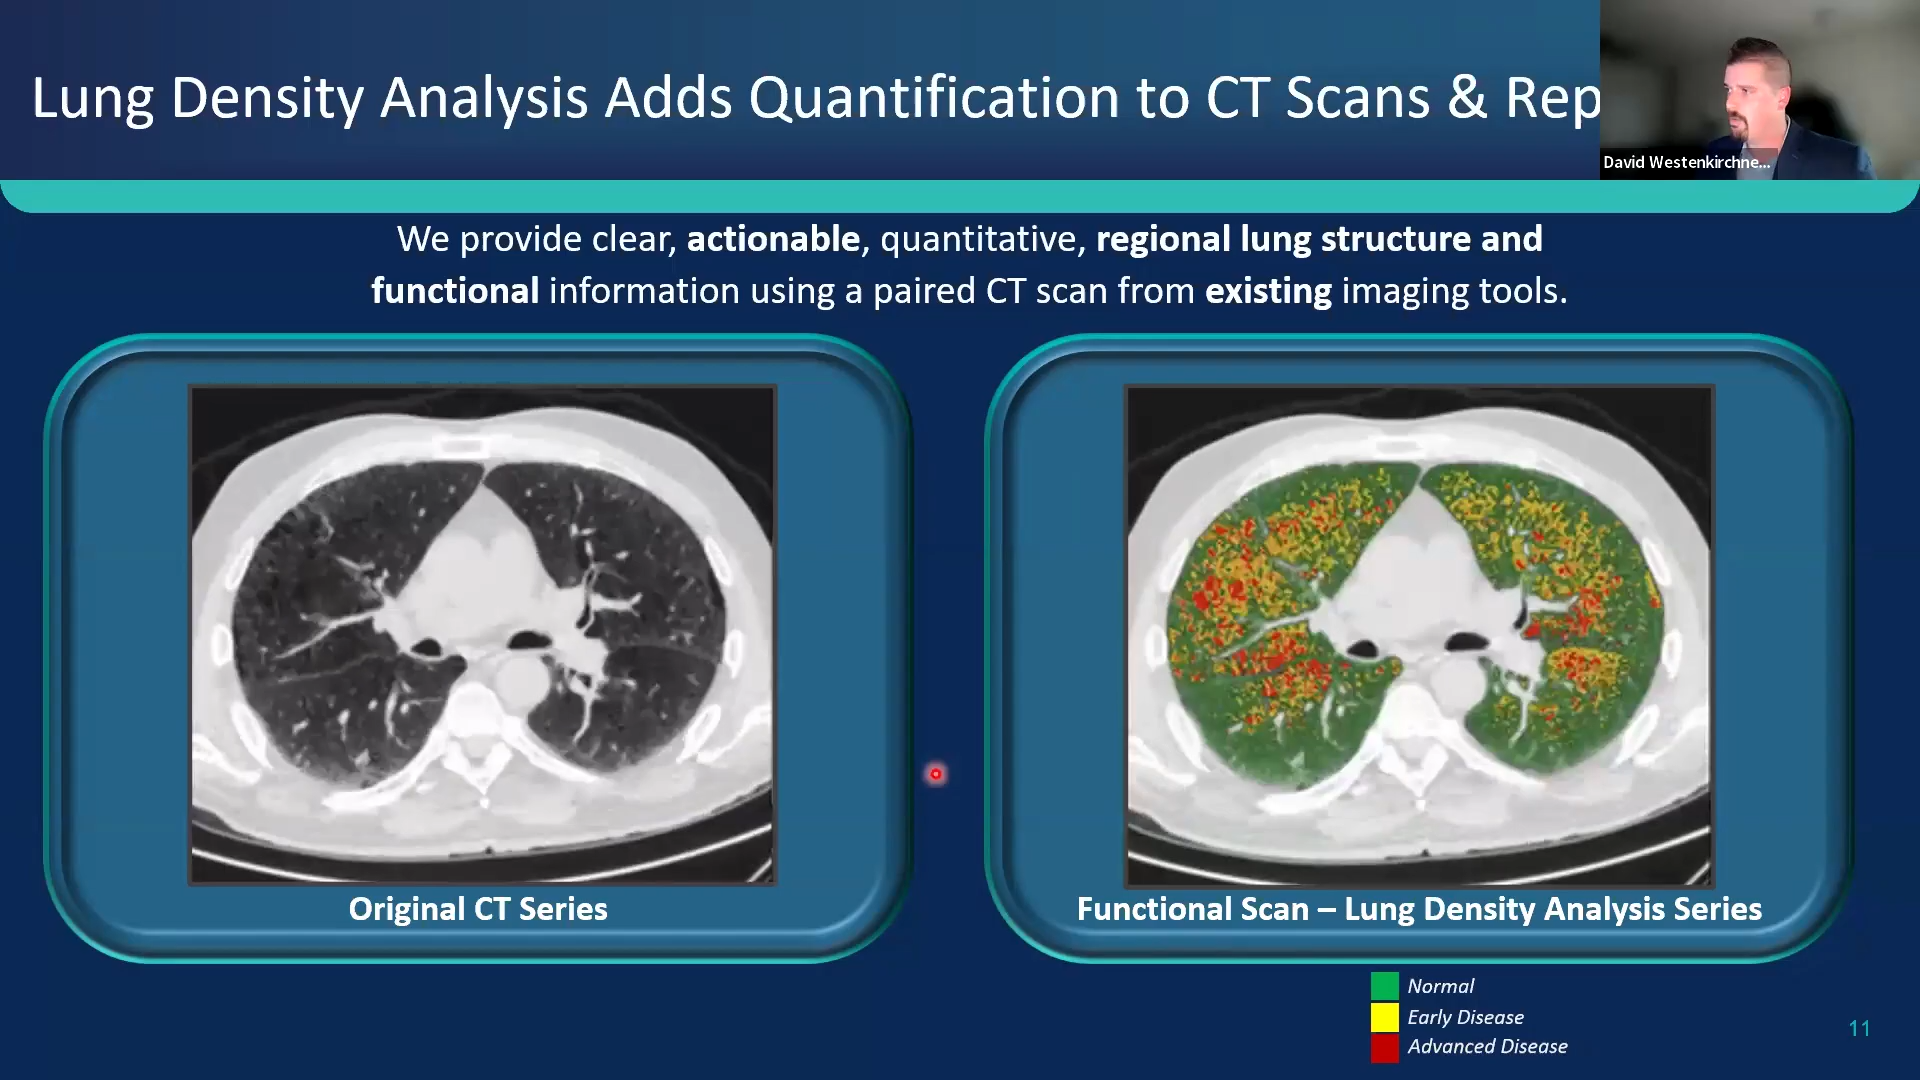 Lung Density Analysis Adds Quantification to CT Scans & Rep
David Westenkirchne...
We provide clear, actionable, quantitative, regional lung structure and
functional information using a paired CT scan from existing imaging tools.
Original CT Series
Functional Scan – Lung Density Analysis Series
Normal
Early Disease
Advanced Disease
11